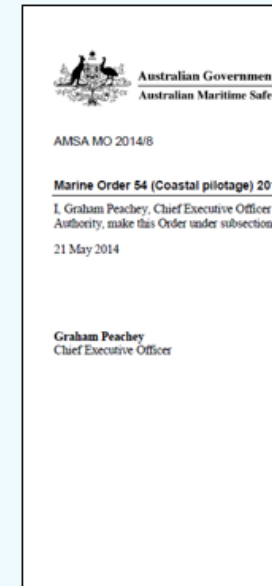 Australian Governmen
Australian Maritime Safe
AMSA MO 2014/8
Marine Order 54 (Coastal pilotage) 201
I, Graham Peachey, Chief Executive Officer
Authority, make this Order under subsection
21 May 2014
Graham Peachey
Chief Executive Officer